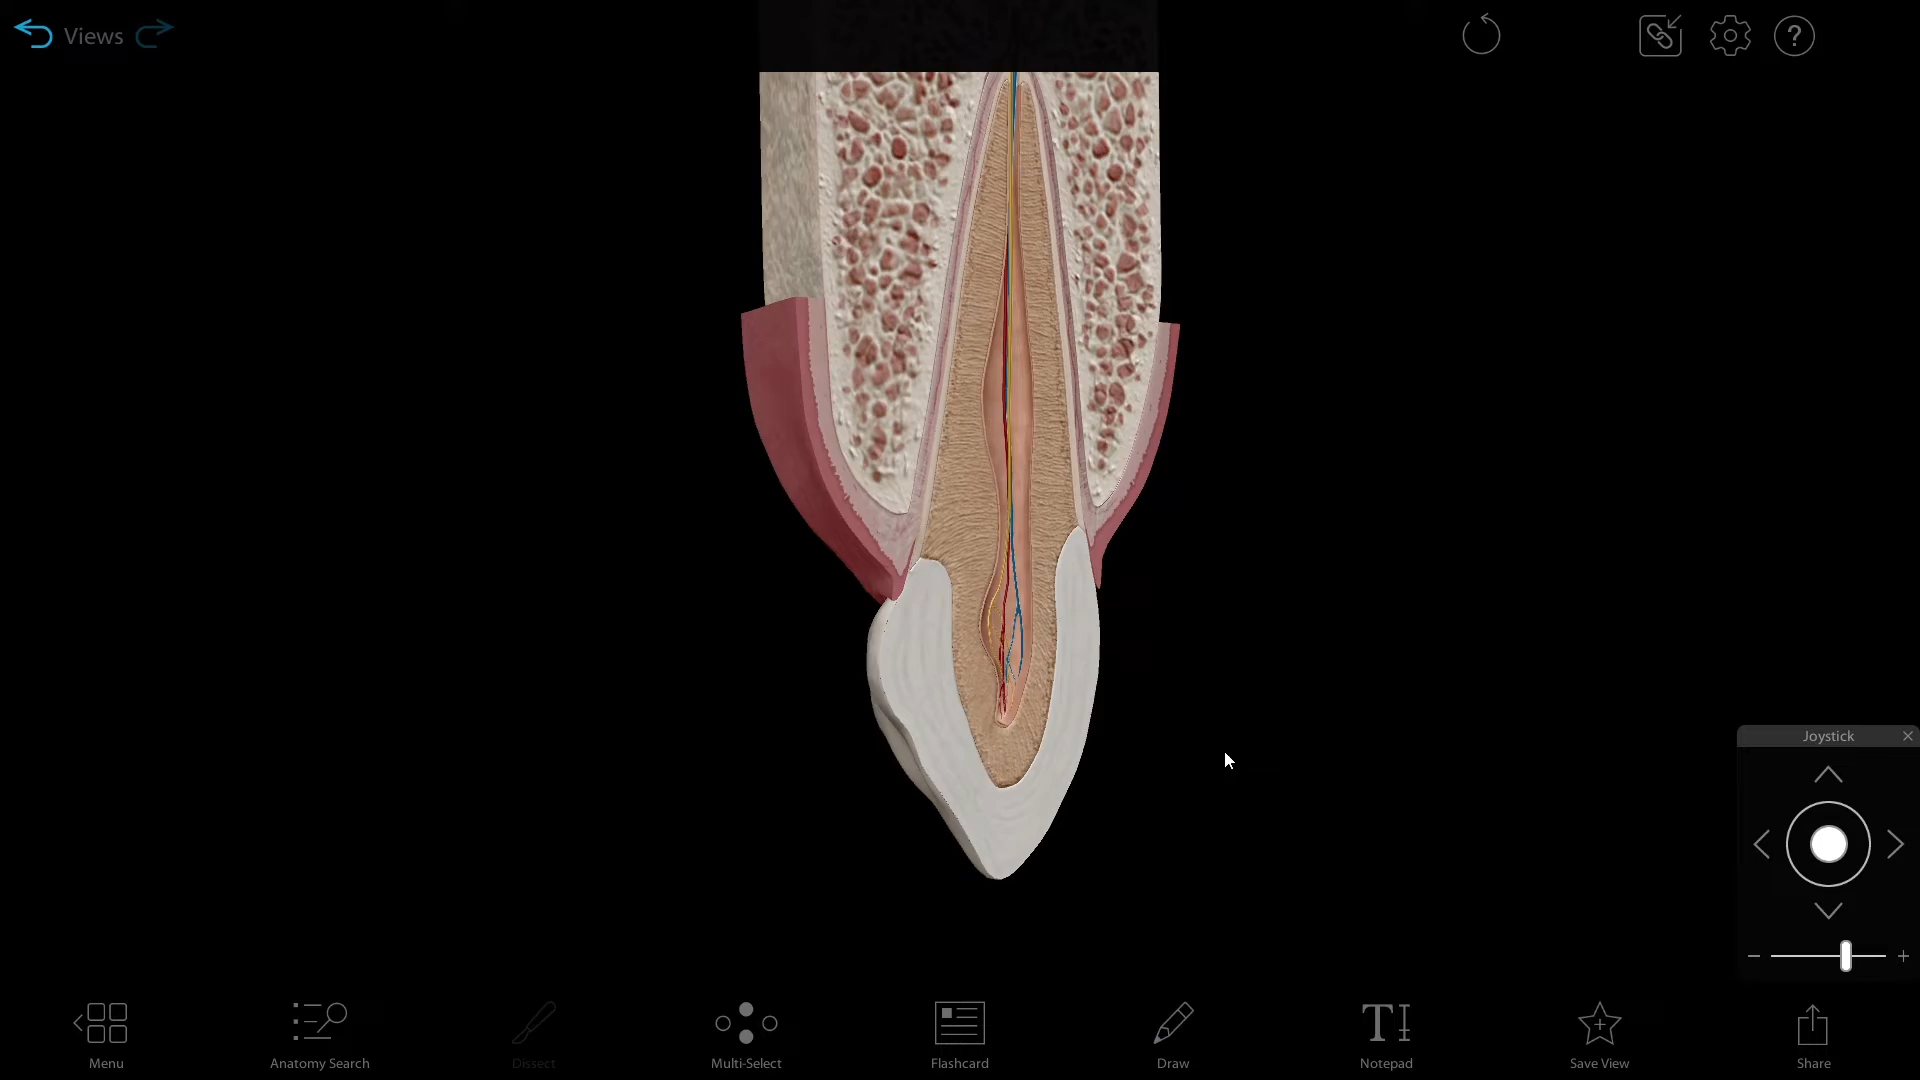 Views
?
Joystick
Menu
Anatomy Search
Dissect
Multi-Select
Flashcard
Draw
Notepad
Save View
Share